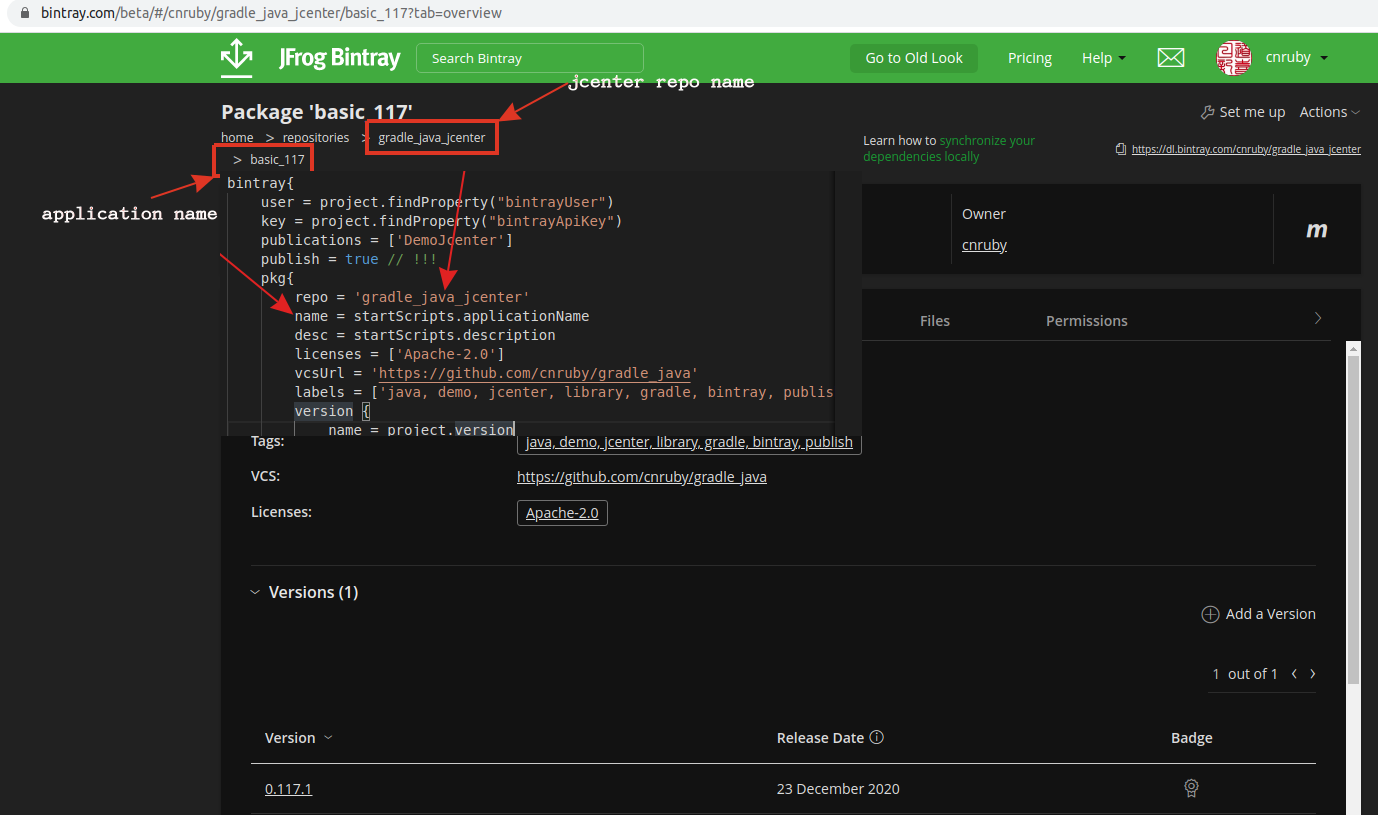 bintray.com/beta/#/cnruby/gradle_java_jcenter/basic_117?tab=overview
JFrog Bintray
Search Bintray
Go to Old Look
Pricing
Help
cnruby
jcenter repo name
Package 'basic_117'
Set me up
Actions
home > repositories > gradle_java_jcenter
> basic_117
Learn how to synchronize your
dependencies locally
https://dl.bintray.com/cnruby/gradle_java_jcenter
application name
bintray{
user = project.findProperty("bintrayUser")
key = project.findProperty("bintrayApiKey")
publications = ['DemoJcenter']
publish = true // !!!
pkg{
repo = 'gradle_java_jcenter'
name = startScripts.applicationName
desc = startScripts.description
licenses = ['Apache-2.0']
vcsUrl = 'https://github.com/cnruby/gradle_java'
labels = ['java, demo, jcenter, library, gradle, bintray, publis
version {
name = project.version
Owner
cnruby
m
Files
Permissions
Tags:
java, demo, jcenter, library, gradle, bintray, publish
VCS:
https://github.com/cnruby/gradle_java
Licenses:
Apache-2.0
Versions (1)
Add a Version
1 out of 1 < >
Version
Release Date
Badge
0.117.1
23 December 2020